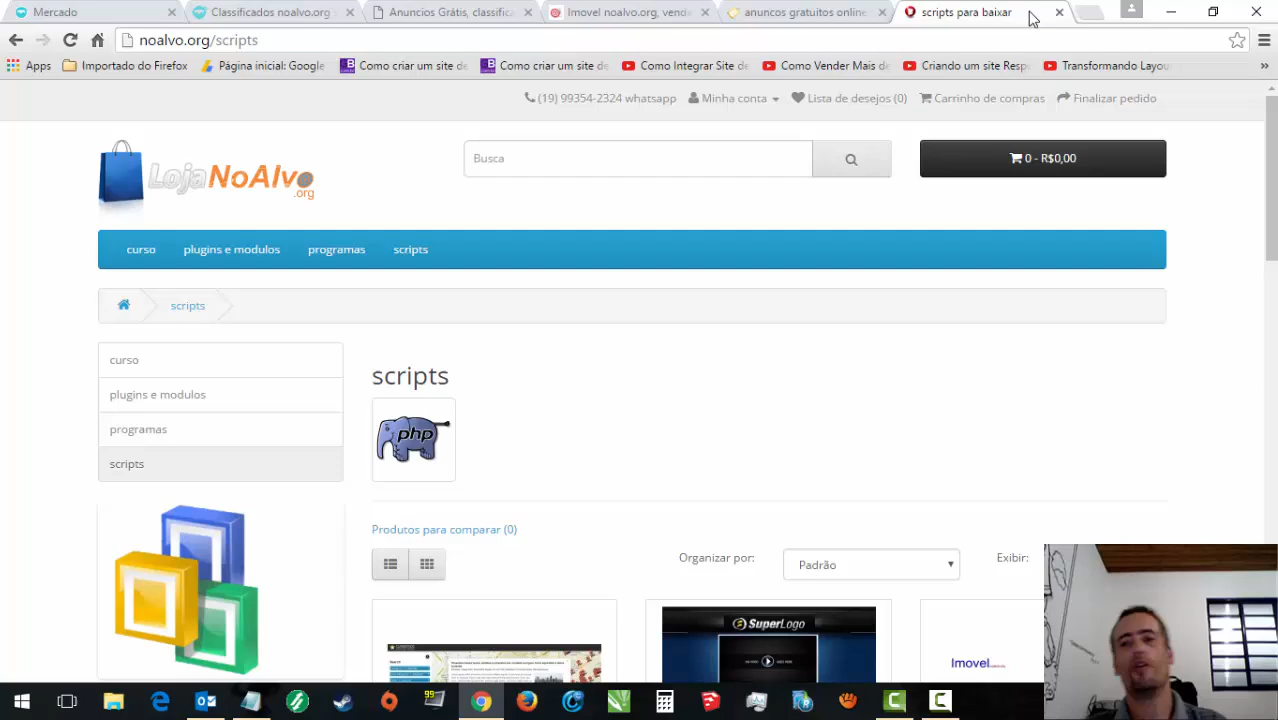 Mercado
Classificados noalvo.org
Anuncios Grátis, classific
Imovel noalvo.org, vende
anuncos gratuitos online
scripts para baixar
noalvo.org/scripts
Apps
Importado do Firefox
Página inicial: Google
Como criar um site de
Como criar um site de
Como Integrar Site de
Como Vender Mais de
Criando um site Resp
Transformando Layou
»
(19) 99354-2324 whatsapp
Minha conta
Lista de desejos (0)
Carrinho de compras
Finalizar pedido
LojaNoAlvo
.org
Busca
0 - R$0,00
curso
plugins e modulos
programas
scripts
scripts
curso
plugins e modulos
programas
scripts
scripts
php
Produtos para comparar (0)
Organizar por:
Padrão
Exibir:
SuperLogo
Imovel
99